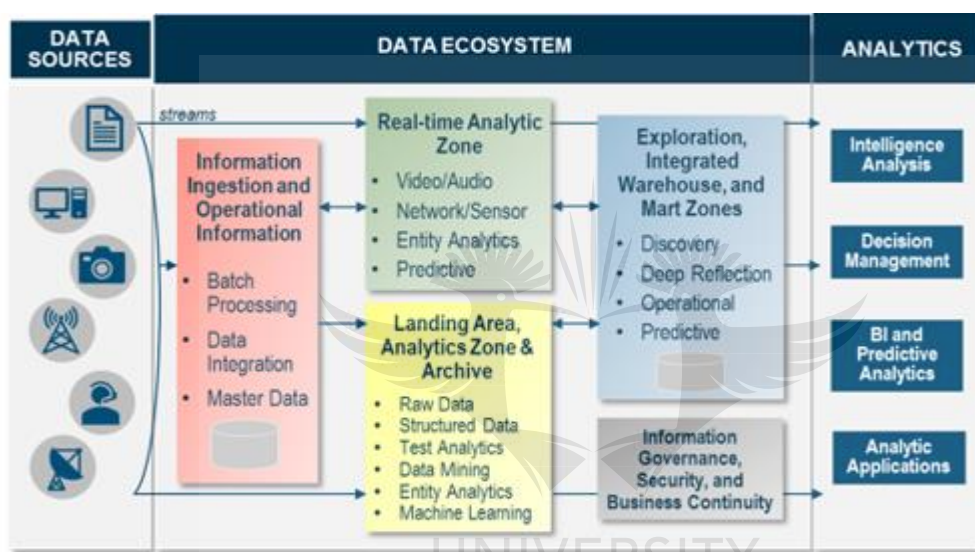 DATA
SOURCES
DATA ECOSYSTEM
ANALYTICS
streams
Information
Ingestion and
Operational
Information
• Batch
Processing
• Data
Integration
• Master Data
Real-time Analytic
Zone
• Video/Audio
• Network/Sensor
• Entity Analytics
• Predictive
Landing Area,
Analytics Zone &
Archive
• Raw Data
• Structured Data
• Test Analytics
• Data Mining
• Entity Analytics
• Machine Learning
Exploration,
Integrated
Warehouse, and
Mart Zones
• Discovery
• Deep Reflection
• Operational
• Predictive
Information
Governance,
Security, and
Business Continuity
Intelligence
Analysis
Decision
Management
BI and
Predictive
Analytics
Analytic
Applications
UNIVERSITY